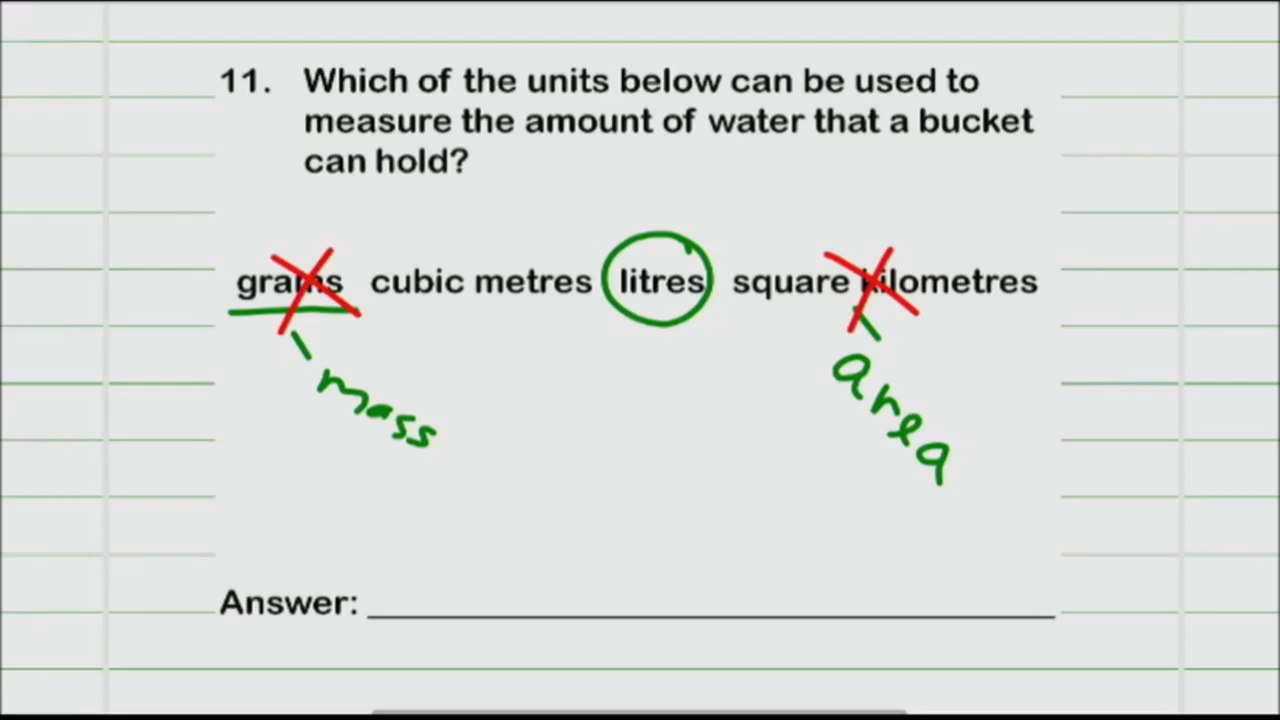 11. Which of the units below can be used to
measure the amount of water that a bucket
can hold?
grams cubic metres litres square kilometres
mass
area
Answer: